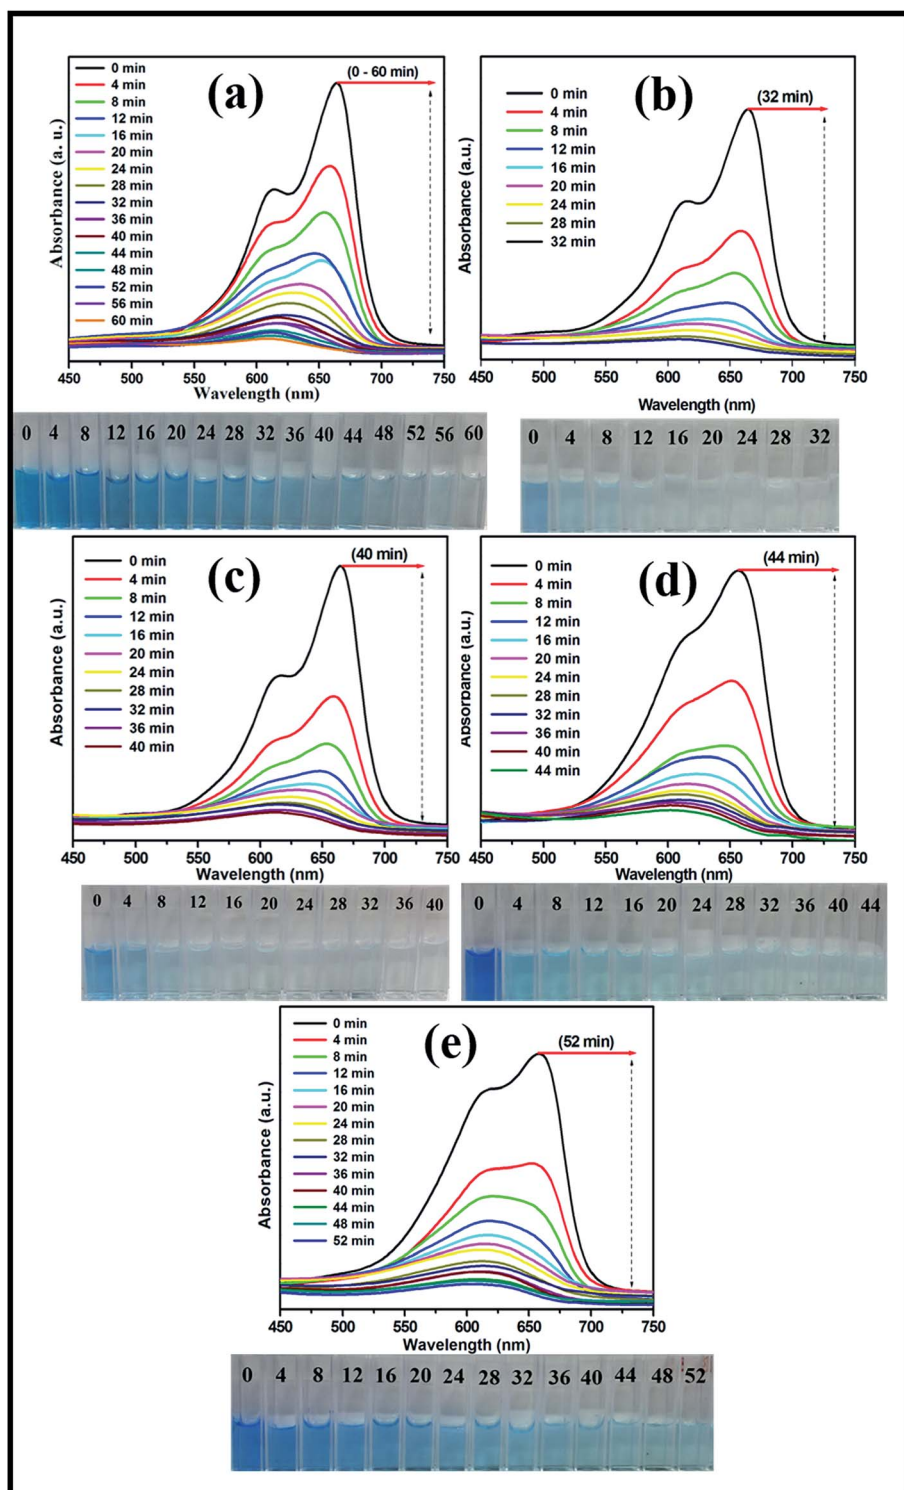 0 min
4 min
8 min
12 min
16 min
20 min
24 min
28 min
32 min
36 min
40 min
44 min
48 min
52 min
56 min
60 min
(a)
(0 - 60 min)
Absorbance (a. u.)
450 500 550 600 650 700 750
Wavelength (nm)
0 4 8 12 16 20 24 28 32 36 40 44 48 52 56 60
0 min
4 min
8 min
12 min
16 min
20 min
24 min
28 min
32 min
(b)
(32 min)
Absorbance (a.u.)
450 500 550 600 650 700 750
Wavelength (nm)
0 4 8 12 16 20 24 28 32
0 min
4 min
8 min
12 min
16 min
20 min
24 min
28 min
32 min
36 min
40 min
(c)
(40 min)
Absorbance (a.u.)
450 500 550 600 650 700 750
Wavelength (nm)
0 4 8 12 16 20 24 28 32 36 40
0 min
4 min
8 min
12 min
16 min
20 min
24 min
28 min
32 min
36 min
40 min
44 min
(d)
(44 min)
Absorbance (a.u.)
450 500 550 600 650 700 750
Wavelength (nm)
0 4 8 12 16 20 24 28 32 36 40 44
0 min
4 min
8 min
12 min
16 min
20 min
24 min
28 min
32 min
36 min
40 min
44 min
48 min
52 min
(e)
(52 min)
Absorbance (a.u.)
450 500 550 600 650 700 750
Wavelength (nm)
0 4 8 12 16 20 24 28 32 36 40 44 48 52